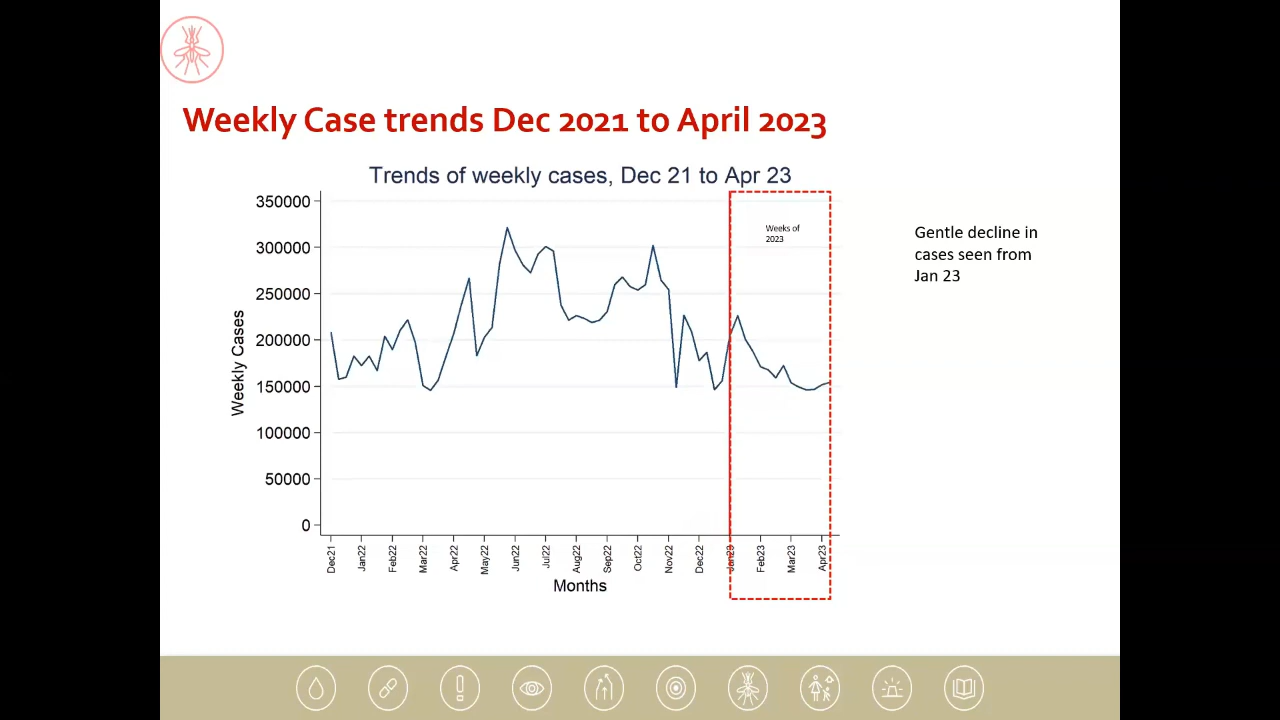 Weekly Case trends Dec 2021 to April 2023
Trends of weekly cases, Dec 21 to Apr 23
350000
300000
250000
200000
150000
100000
50000
0
Weekly Cases
Weeks of
2023
Gentle decline in
cases seen from
Jan 23
Dec21
Jan22
Feb22
Mar22
Apr22
May22
Jun22
Jul22
Aug22
Sep22
Oct22
Nov22
Dec22
Jan23
Feb23
Mar23
Apr23
Months